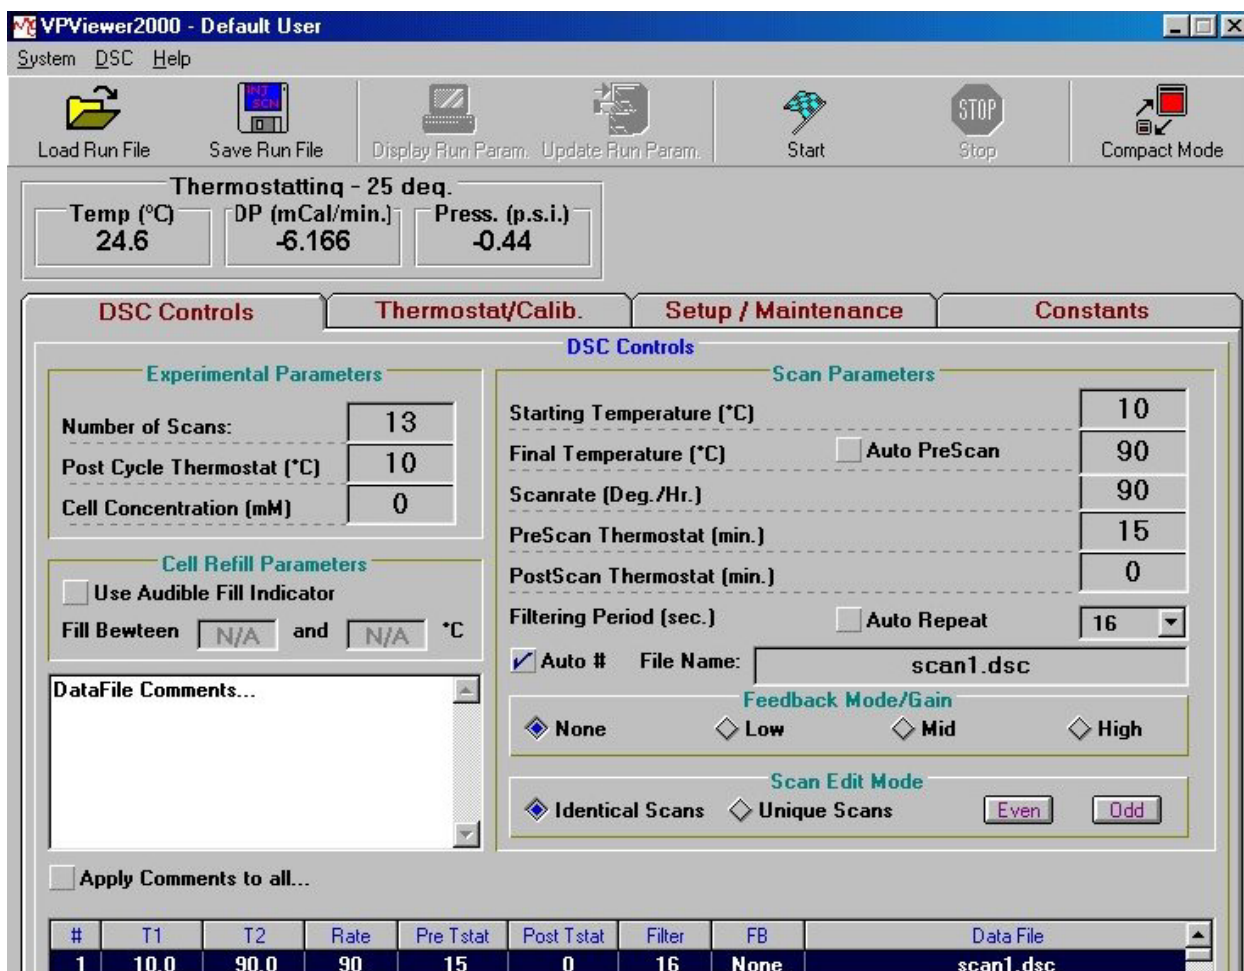 VPViewer2000 - Default User
System DSC Help
INJ
SCN
STOP
Load Run File Save Run File Display Run Param. Update Run Param. Start Stop Compact Mode
Thermostatting - 25 deg.
Temp (ºC) DP (mCal/min.) Press. (p.s.i.)
24.6 -6.166 -0.44
DSC Controls Thermostat/Calib. Setup / Maintenance Constants
DSC Controls
Experimental Parameters
Number of Scans: 13
Post Cycle Thermostat (°C) 10
Cell Concentration (mM) 0
Cell Refill Parameters
Use Audible Fill Indicator
Fill Bewteen N/A and N/A °C
DataFile Comments...
Apply Comments to all...
Scan Parameters
Starting Temperature (°C) 10
Final Temperature (°C) Auto PreScan 90
Scanrate (Deg./Hr.) 90
PreScan Thermostat (min.) 15
PostScan Thermostat (min.) 0
Filtering Period (sec.) Auto Repeat 16
Auto # File Name: scan1.dsc
Feedback Mode/Gain
None Low Mid High
Scan Edit Mode
Identical Scans Unique Scans Even Odd
# T1 T2 Rate Pre Tstat Post Tstat Filter FB Data File
1 10.0 90.0 90 15 0 16 None scan1.dsc